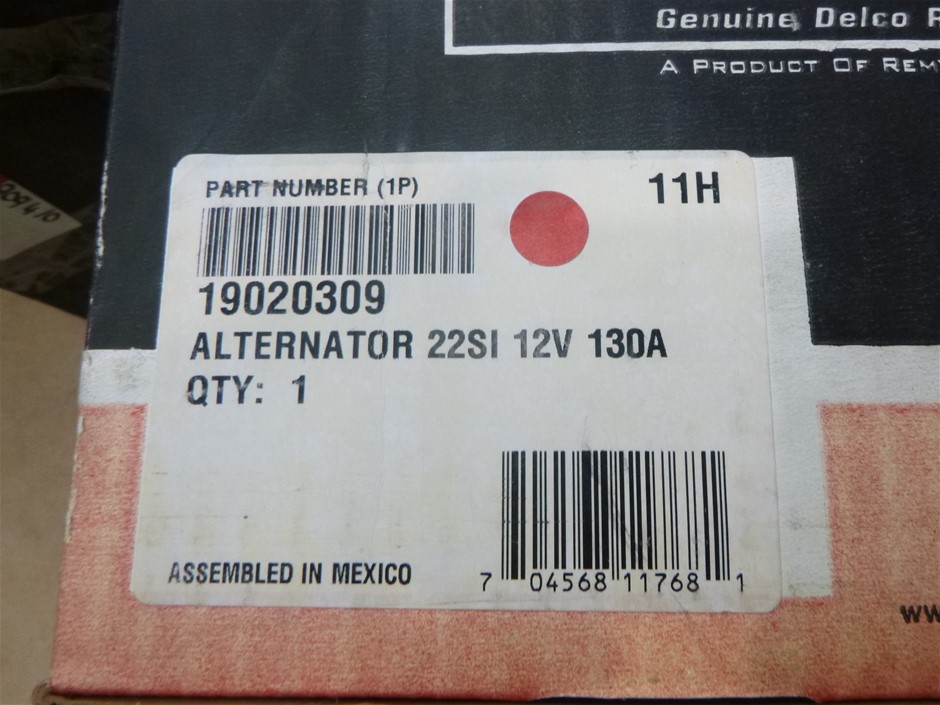 Genuine Delco
A PRODUCT OF
PART NUMBER (1P)
11H
19020309
ALTERNATOR 22SI 12V 130A
QTY: 1
ASSEMBLED IN MEXICO
7 04568 11768 1